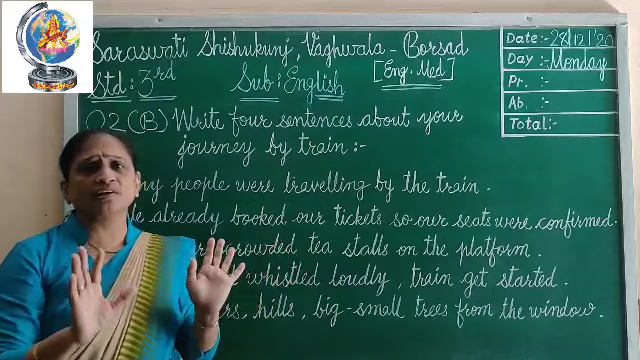 Saraswati Shishukunj, Vaghwala - Borsad
[Eng. Med]
Std : 3rd Sub : English
Date :- 28/12/'20
Day :- Monday
Pr. :-
Ab. :-
Total :-
Q2 (B) Write four sentences about your
journey by train :-
people were travelling by the train.
already booked our tickets so our seats were confirmed.
crowded tea stalls on the platform.
whistled loudly, train get started.
hills, big-small trees from the window.